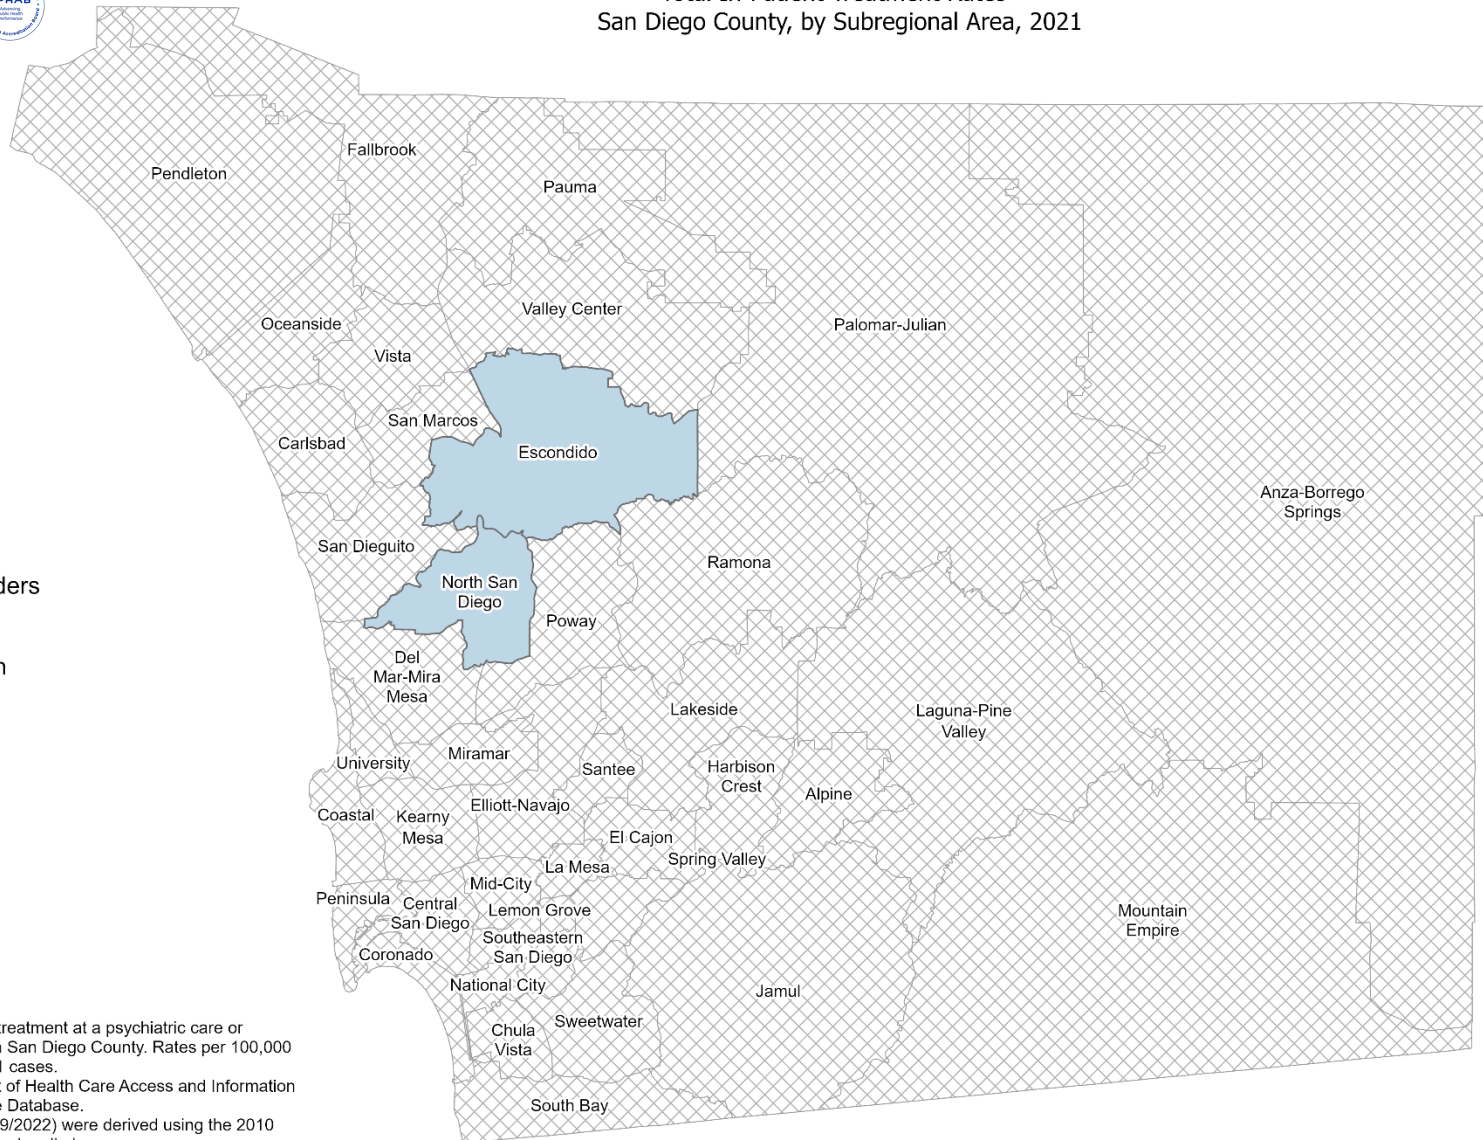 San Diego County, by Subregional Area, 2021
Advancing
Public Health
Performance
Fallbrook
Pendleton
Pauma
Valley Center
Oceanside
Palomar-Julian
Vista
San Marcos
Carlsbad
Escondido
Anza-Borrego
Springs
San Dieguito
Ramona
North San
Diego
ders
Poway
Del
Mar-Mira
Mesa
n
Lakeside
Laguna-Pine
Valley
Miramar
University
Santee
Harbison
Crest
Alpine
Elliott-Navajo
Coastal
Kearny
Mesa
El Cajon
Spring Valley
La Mesa
Mid-City
Peninsula
Central
San Diego
Lemon Grove
Mountain
Empire
Southeastern
San Diego
Coronado
National City
Jamul
Sweetwater
Chula
Vista
South Bay
treatment at a psychiatric care or
San Diego County. Rates per 100,000
cases.
of Health Care Access and Information
Database.
9/2022) were derived using the 2010